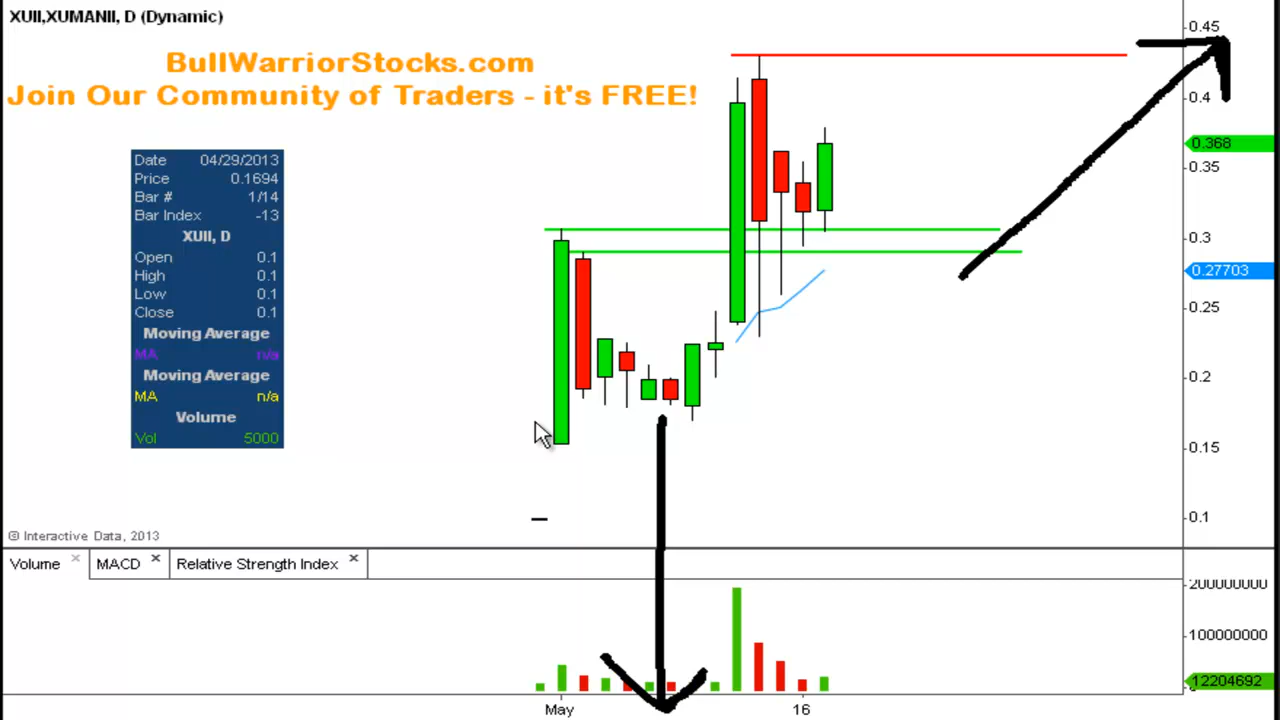 XUII,XUMANII, D (Dynamic)
BullWarriorStocks.com
Join Our Community of Traders - it's FREE!
Date 04/29/2013
Price 0.1694
Bar # 1/14
Bar Index -13
XUII, D
Open 0.1
High 0.1
Low 0.1
Close 0.1
Moving Average
MA n/a
Moving Average
MA n/a
Volume
Vol 5000
0.45
0.4
0.368
0.35
0.3
0.27703
0.25
0.2
0.15
0.1
© Interactive Data, 2013
Volume × MACD × Relative Strength Index ×
200000000
100000000
12204692
May 16